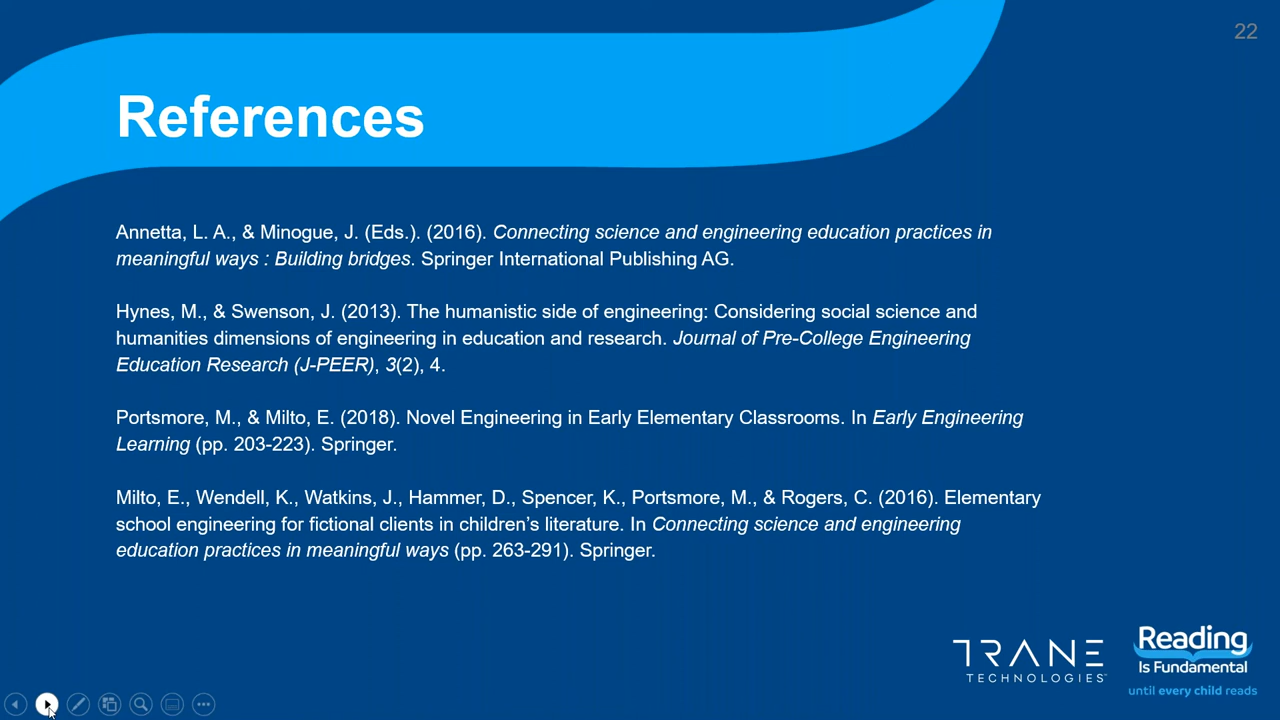 22
References
Annetta, L. A., & Minogue, J. (Eds.). (2016). Connecting science and engineering education practices in
meaningful ways : Building bridges. Springer International Publishing AG.
Hynes, M., & Swenson, J. (2013). The humanistic side of engineering: Considering social science and
humanities dimensions of engineering in education and research. Journal of Pre-College Engineering
Education Research (J-PEER), 3(2), 4.
Portsmore, M., & Milto, E. (2018). Novel Engineering in Early Elementary Classrooms. In Early Engineering
Learning (pp. 203-223). Springer.
Milto, E., Wendell, K., Watkins, J., Hammer, D., Spencer, K., Portsmore, M., & Rogers, C. (2016). Elementary
school engineering for fictional clients in children’s literature. In Connecting science and engineering
education practices in meaningful ways (pp. 263-291). Springer.
TRANE
TECHNOLOGIES™
Reading
Is Fundamental
until every child reads